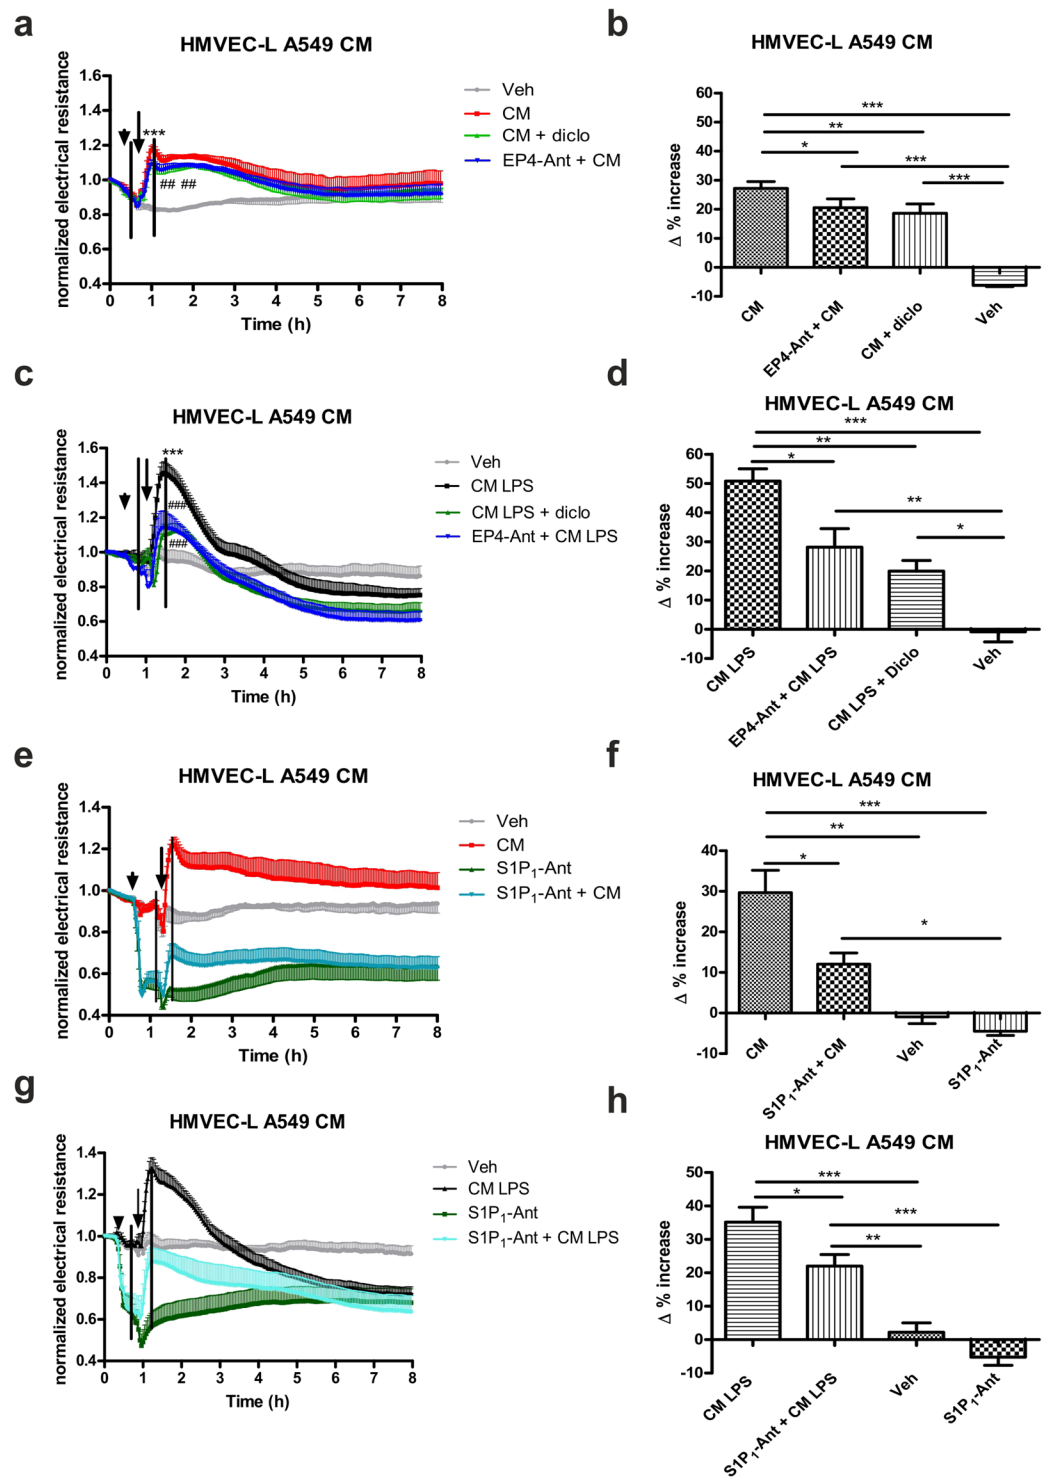 a
HMVEC-L A549 CM
normalized electrical resistance
1.6
1.4
1.2
1.0
0.8
0.6
0.4
***
## ##
0 1 2 3 4 5 6 7 8
Time (h)
Veh
CM
CM + diclo
EP4-Ant + CM
b
HMVEC-L A549 CM
Δ % increase
60
50
40
30
20
10
0
-10
***
**
*
***
***
CM
EP4-Ant + CM
CM + diclo
Veh
c
HMVEC-L A549 CM
normalized electrical resistance
1.6
1.4
1.2
1.0
0.8
0.6
0.4
***
###
###
0 1 2 3 4 5 6 7 8
Time (h)
Veh
CM LPS
CM LPS + diclo
EP4-Ant + CM LPS
d
HMVEC-L A549 CM
Δ % increase
60
50
40
30
20
10
0
-10
***
**
*
**
*
CM LPS
EP4-Ant + CM LPS
CM LPS + Diclo
Veh
e
HMVEC-L A549 CM
normalized electrical resistance
1.4
1.2
1.0
0.8
0.6
0.4
0 1 2 3 4 5 6 7 8
Time (h)
Veh
CM
S1P1-Ant
S1P1-Ant + CM
f
HMVEC-L A549 CM
Δ % increase
40
30
20
10
0
-10
***
**
*
*
CM
S1P1-Ant + CM
Veh
S1P1-Ant
g
HMVEC-L A549 CM
normalized electrical resistance
1.4
1.2
1.0
0.8
0.6
0.4
0 1 2 3 4 5 6 7 8
Time (h)
Veh
CM LPS
S1P1-Ant
S1P1-Ant + CM LPS
h
HMVEC-L A549 CM
Δ % increase
50
40
30
20
10
0
-10
***
*
***
**
CM LPS
S1P1-Ant + CM LPS
Veh
S1P1-Ant